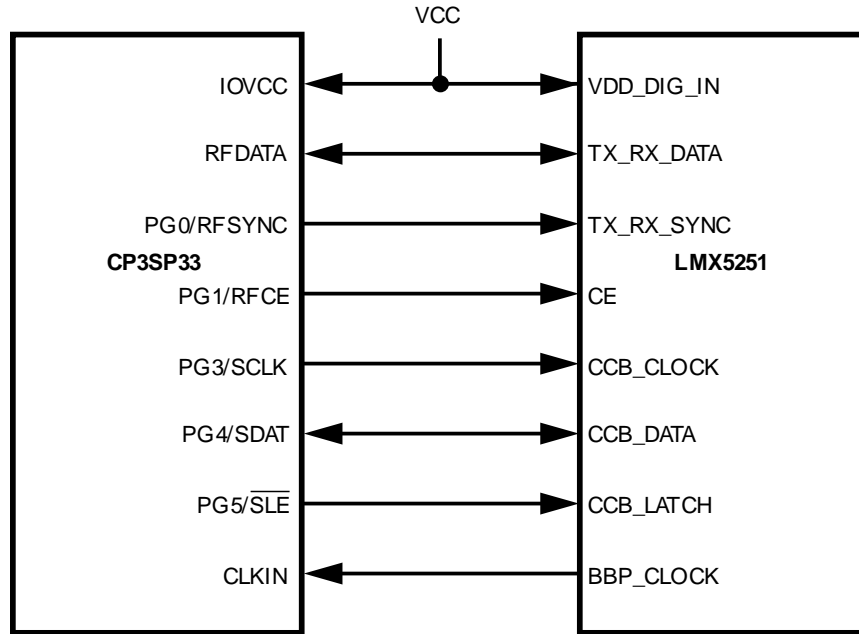 VCC
IOVCC VDD_DIG_IN
RFDATA TX_RX_DATA
PG0/RFSYNC TX_RX_SYNC
CP3SP33 LMX5251
PG1/RFCE CE
PG3/SCLK CCB_CLOCK
PG4/SDAT CCB_DATA
PG5/S̅L̅E̅ CCB_LATCH
CLKIN BBP_CLOCK